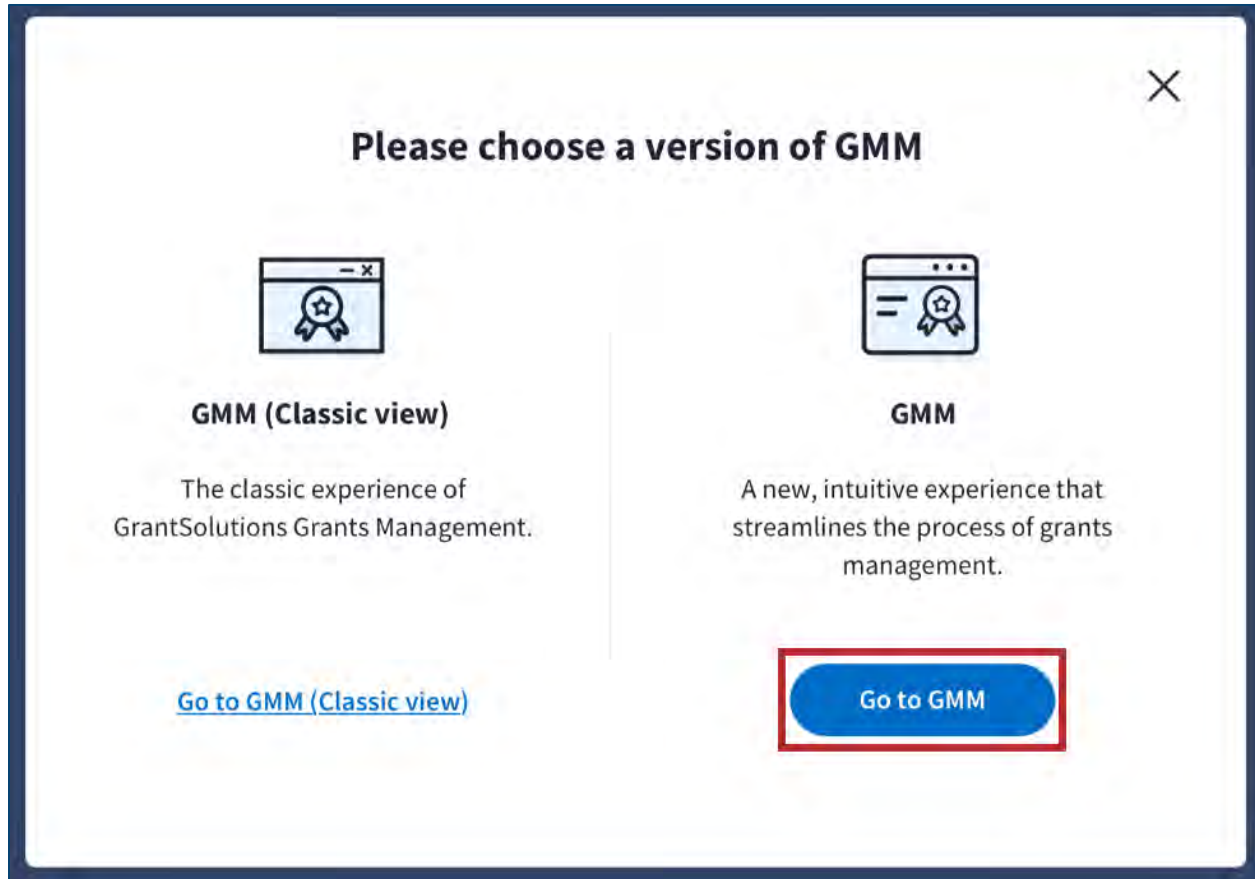 Please choose a version of GMM
GMM (Classic view)
The classic experience of
GrantSolutions Grants Management.
Go to GMM (Classic view)
GMM
A new, intuitive experience that
streamlines the process of grants
management.
Go to GMM